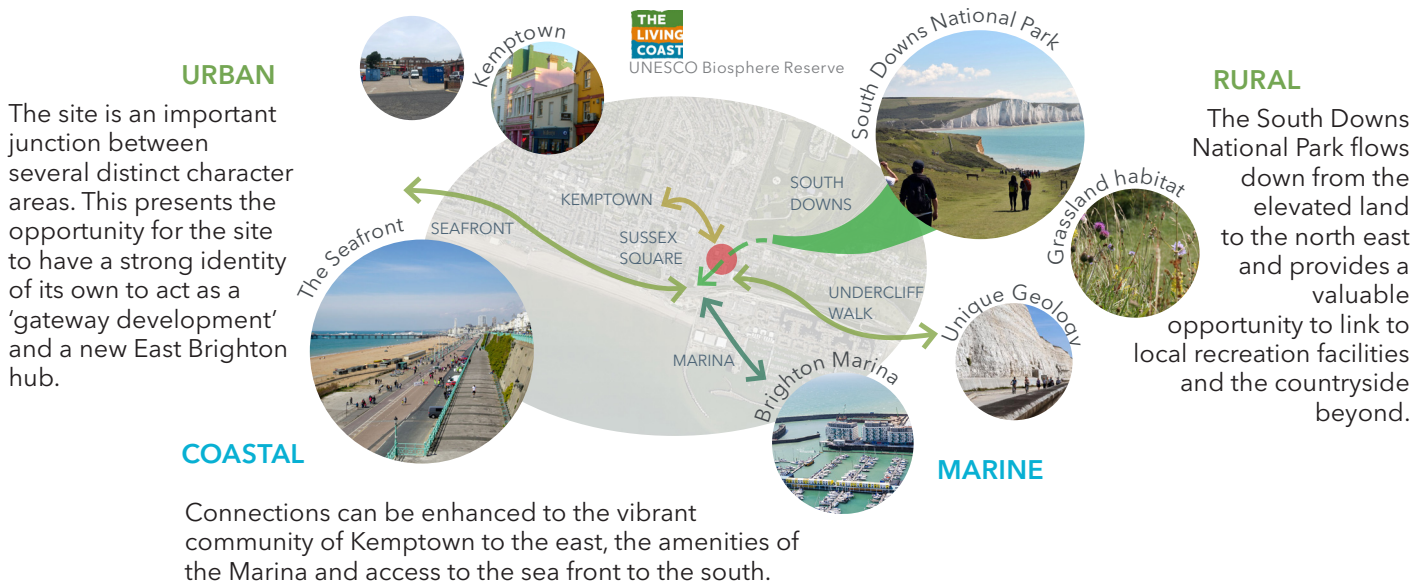 THE
LIVING
COAST
UNESCO Biosphere Reserve
URBAN
The site is an important
junction between
several distinct character
areas. This presents the
opportunity for the site
to have a strong identity
of its own to act as a
‘gateway development’
and a new East Brighton
hub.
Kemptown
South Downs National Park
RURAL
The South Downs
National Park flows
down from the
elevated land
to the north east
and provides a
valuable
opportunity to link to
local recreation facilities
and the countryside
beyond.
Grassland habitat
Unique Geology
The Seafront
SEAFRONT
KEMPTOWN
SUSSEX
SQUARE
SOUTH
DOWNS
UNDERCLIFF
WALK
MARINA
Brighton Marina
COASTAL
MARINE
Connections can be enhanced to the vibrant
community of Kemptown to the east, the amenities of
the Marina and access to the sea front to the south.